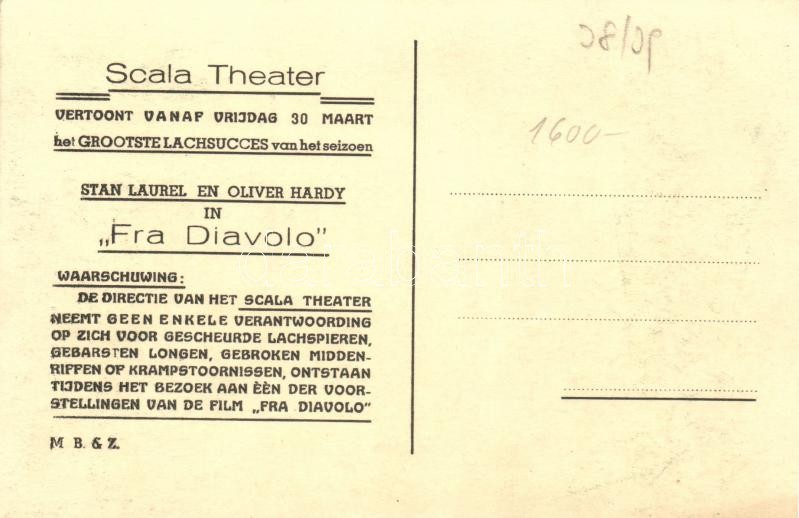 Scala Theater
VERTOONT VANAF VRIJDAG 30 MAART
het GROOTSTE LACHSUCCES van het seizoen
STAN LAUREL EN OLIVER HARDY
IN
„Fra Diavolo”
WAARSCHUWING:
DE DIRECTIE VAN HET SCALA THEATER
NEEMT GEEN ENKELE VERANTWOORDING
OP ZICH VOOR GESCHEURDE LACHSPIEREN,
GEBARSTEN LONGEN, GEBROKEN MIDDEN-
RIFFEN OF KRAMPSTOORNISSEN, ONTSTAAN
TIJDENS HET BEZOEK AAN ÈÈN DER VOOR-
STELLINGEN VAN DE FILM „FRA DIAVOLO”
M B. & Z.
1600-